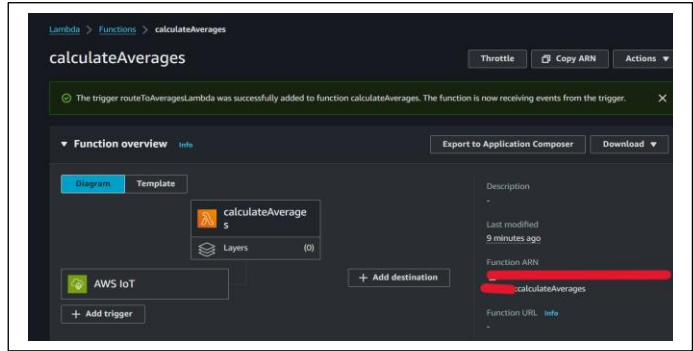 Lambda > Functions > calculateAverages
calculateAverages
Throttle Copy ARN Actions
The trigger routeToAveragesLambda was successfully added to function calculateAverages. The function is now receiving events from the trigger.
Function overview Info
Export to Application Composer Download
Diagram Template
calculateAverage
s
Layers (0)
AWS IoT
+ Add trigger
+ Add destination
Description
-
Last modified
9 minutes ago
Function ARN
:calculateAverages
Function URL Info
-